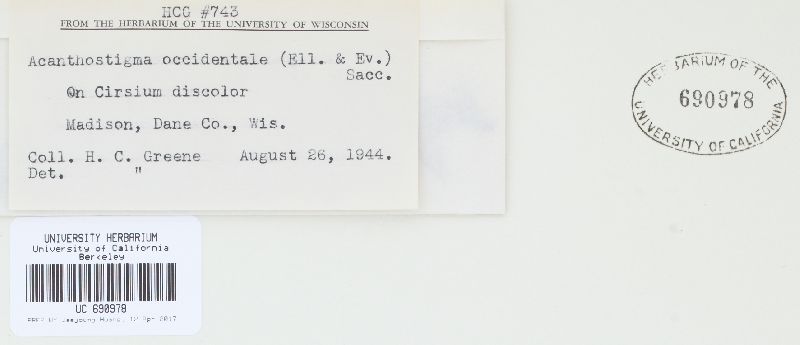 HCG #743
FROM THE HERBARIUM OF THE UNIVERSITY OF WISCONSIN
Acanthostigma occidentale (Ell. & Ev.)
Sacc.
On Cirsium discolor
Madison, Dane Co., Wis.
Coll. H. C. Greene August 26, 1944.
Det. "
HERBARIUM OF THE
690978
UNIVERSITY OF CALIFORNIA
UNIVERSITY HERBARIUM
University of California
Berkeley
UC 690978
2017